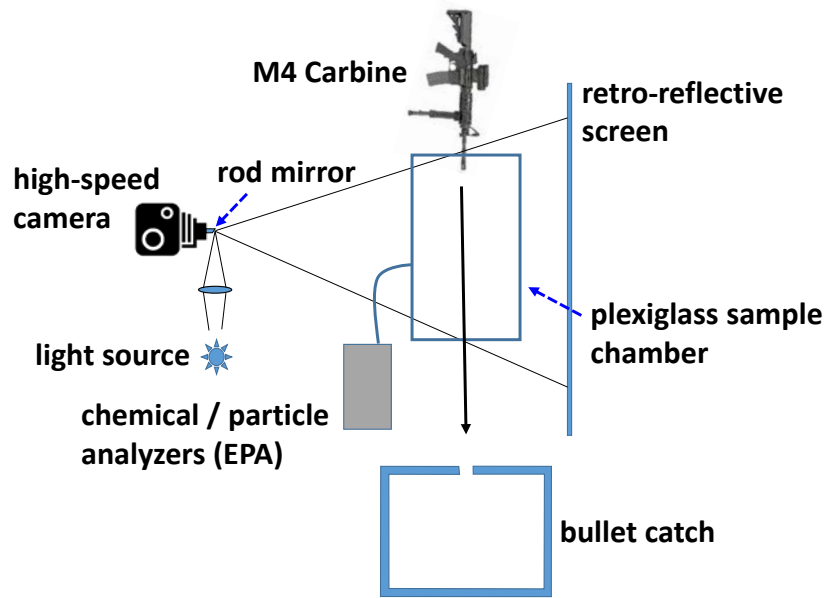 M4 Carbine
retro-reflective
screen
rod mirror
high-speed
camera
plexiglass sample
chamber
light source
chemical / particle
analyzers (EPA)
bullet catch